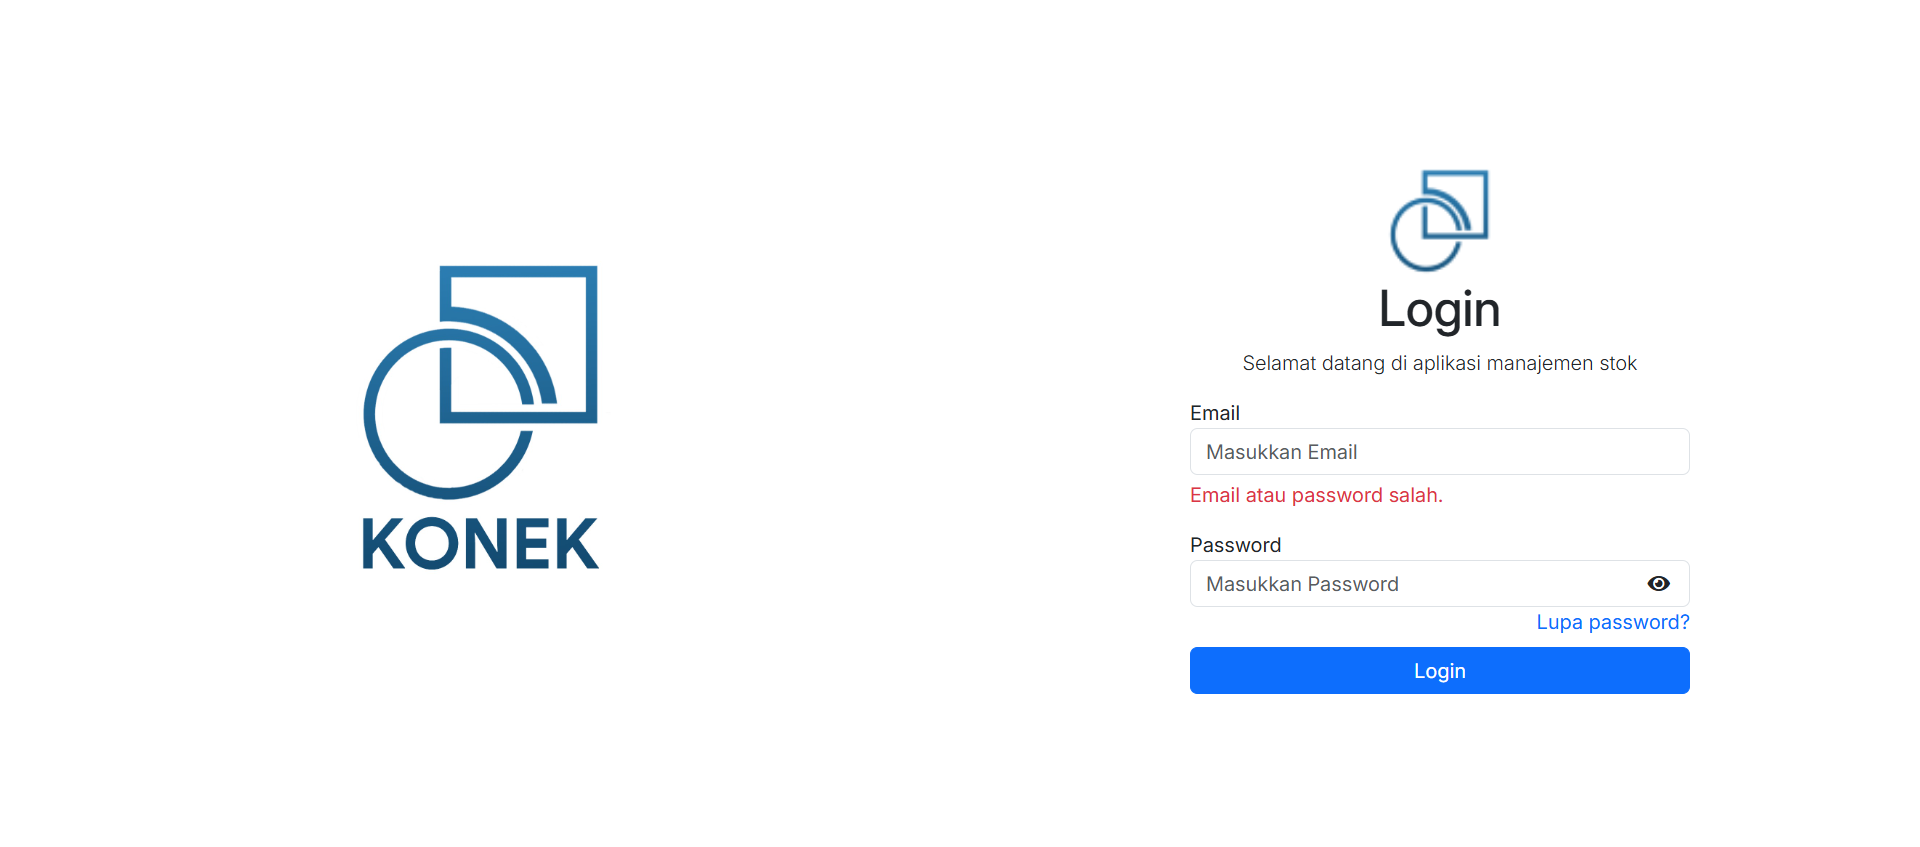 KONEK
Login
Selamat datang di aplikasi manajemen stok
Email
Masukkan Email
Email atau password salah.
Password
Masukkan Password
Lupa password?
Login